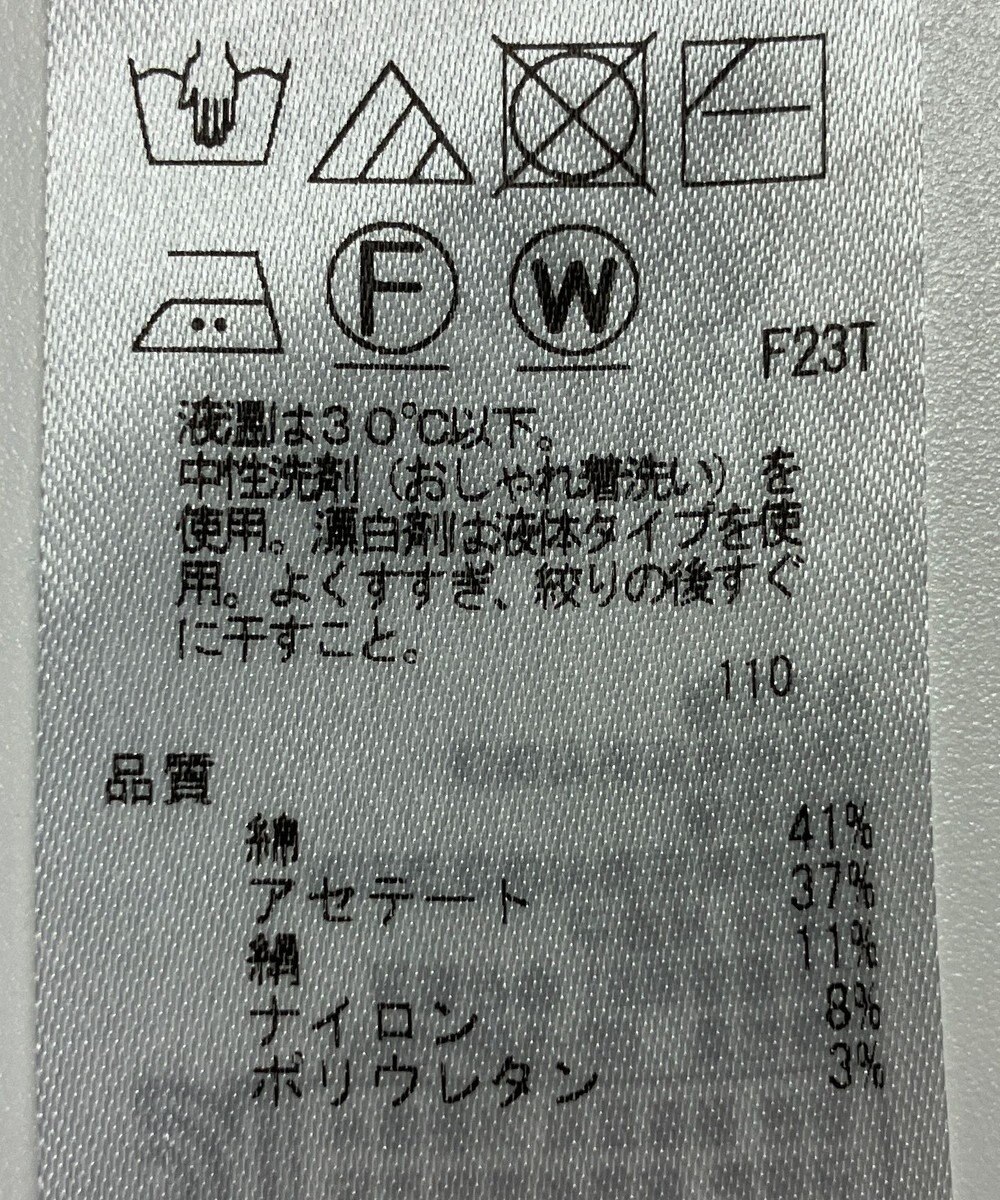 F W
F23T
液温は30℃以下。
中性洗剤（おしゃれ着洗い）を
使用。漂白剤は液体タイプを使
用。よくすすぎ、絞りの後すぐ
に干すこと。
110
品質
綿 41%
アセテート 37%
絹 11%
ナイロン 8%
ポリウレタン 3%